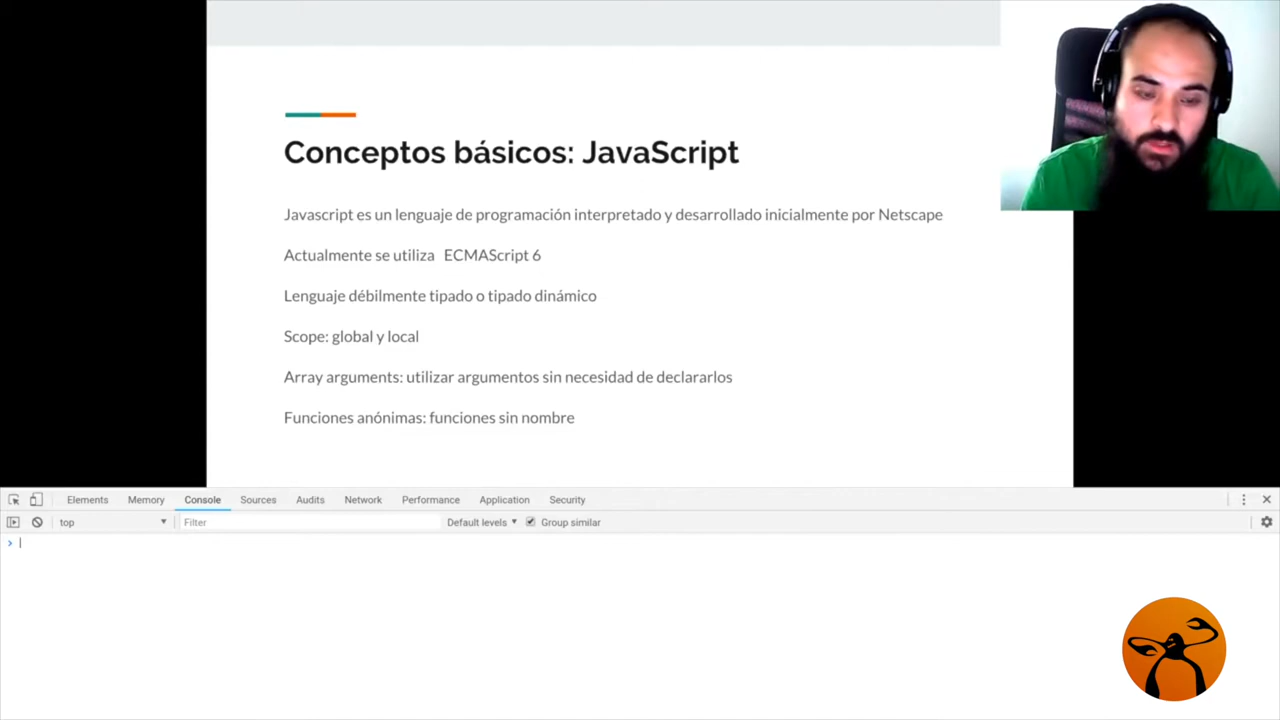 Conceptos básicos: JavaScript
Javascript es un lenguaje de programación interpretado y desarrollado inicialmente por Netscape
Actualmente se utiliza ECMAScript 6
Lenguaje débilmente tipado o tipado dinámico
Scope: global y local
Array arguments: utilizar argumentos sin necesidad de declararlos
Funciones anónimas: funciones sin nombre
Elements Memory Console Sources Audits Network Performance Application Security
top Filter Default levels Group similar